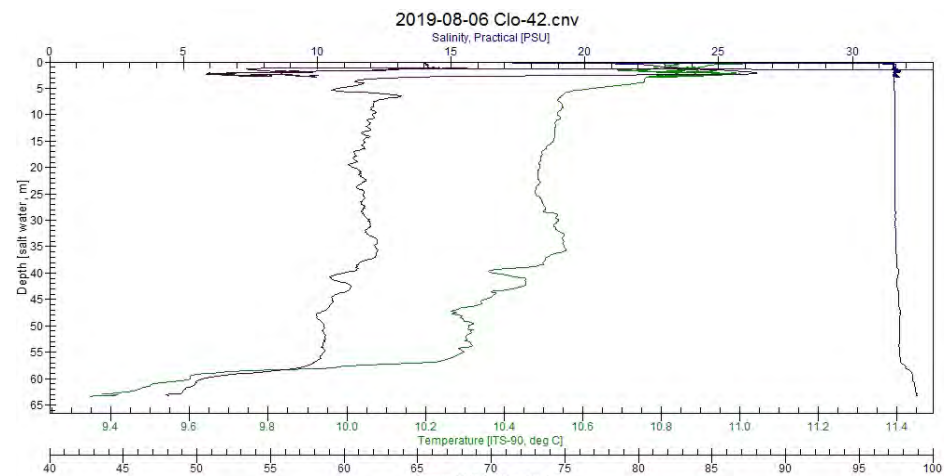 2019-08-06 Clo-42.cnv
Salinity, Practical [PSU]
0 5 10 15 20 25 30
0
5
10
15
20
25
30
35
40
45
50
55
60
65
Depth [salt water, m]
9.4 9.6 9.8 10.0 10.2 10.4 10.6 10.8 11.0 11.2 11.4
Temperature [ITS-90, deg C]
40 45 50 55 60 65 70 75 80 85 90 95 100